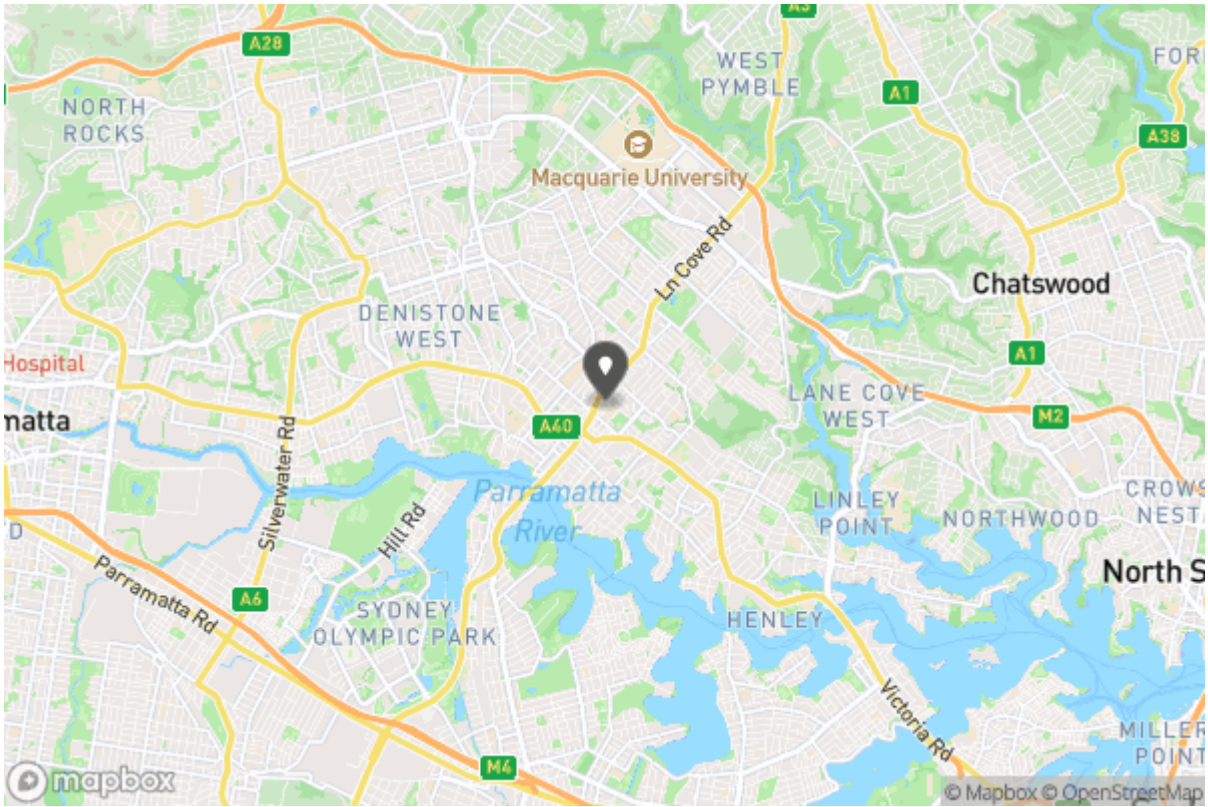 A3
A28
WEST
PYMBLE
FORE
NORTH
ROCKS
A1
A38
Macquarie University
Ln Cove Rd
Chatswood
DENISTONE
WEST
Hospital
A1
LANE COVE
WEST
matta
A40
M2
Silverwater Rd
Parramatta
River
Hill Rd
LINLEY
POINT
NORTHWOOD
CROWS
NEST
D
Parramatta Rd
A6
SYDNEY
OLYMPIC PARK
North S
HENLEY
Victoria Rd
MILLER
POINT
M4
mapbox
© Mapbox © OpenStreetMap